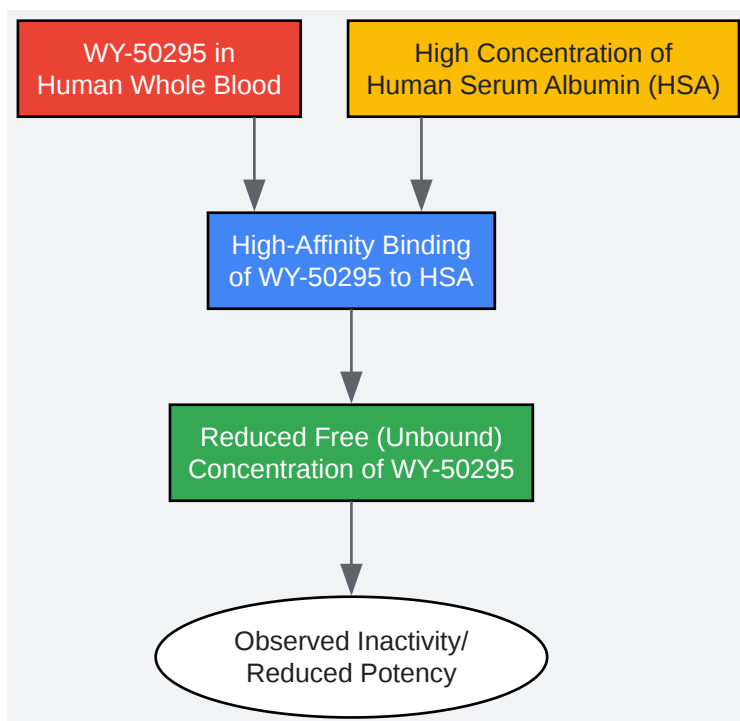 WY-50295 in
Human Whole Blood
High Concentration of
Human Serum Albumin (HSA)
High-Affinity Binding
of WY-50295 to HSA
Reduced Free (Unbound)
Concentration of WY-50295
Observed Inactivity/
Reduced Potency